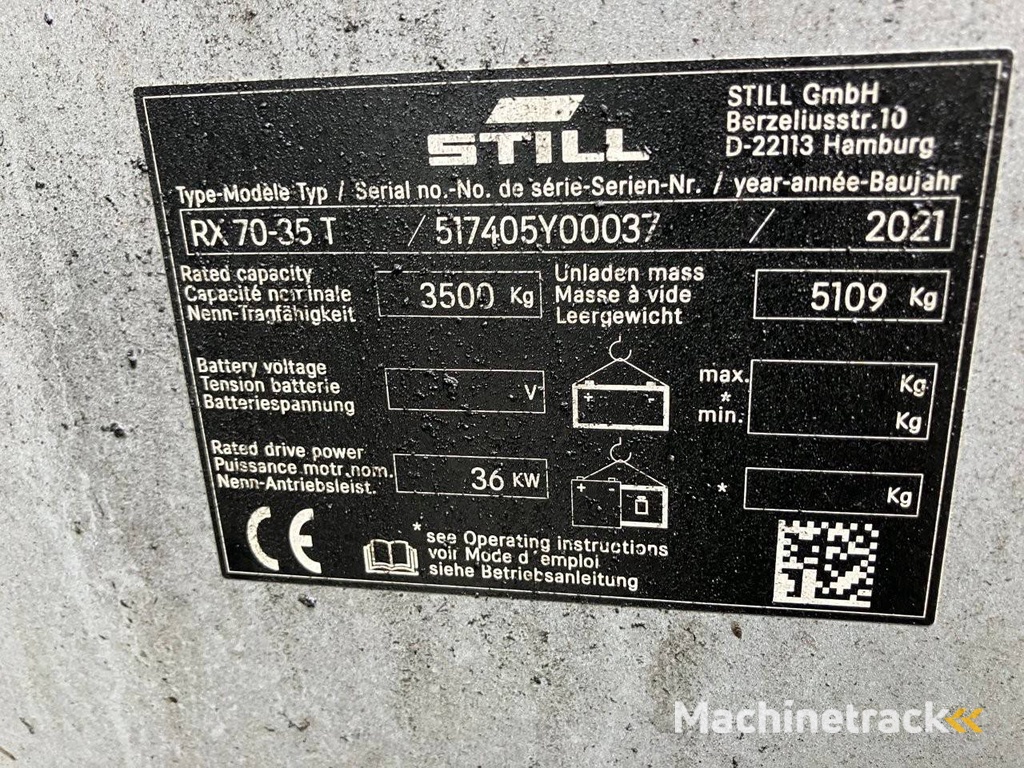 STILL
STILL GmbH
Berzeliusstr.10
D-22113 Hamburg
Type-Modèle Typ / Serial no.-No. de série-Serien-Nr. / year-année-Baujahr
RX 70-35 T / 517405Y00037 / 2021
Rated capacity
Capacité nominale
Nenn-Tragfähigkeit
3500 Kg
Unladen mass
Masse à vide
Leergewicht
5109 Kg
Battery voltage
Tension batterie
Batteriespannung
V
max. Kg
*
min. Kg
Rated drive power
Puissance motr.nom.
Nenn-Antriebsleist.
36 KW
* Kg
CE
* see Operating instructions
voir Mode d'emploi
siehe Betriebsanleitung
Machinetrack